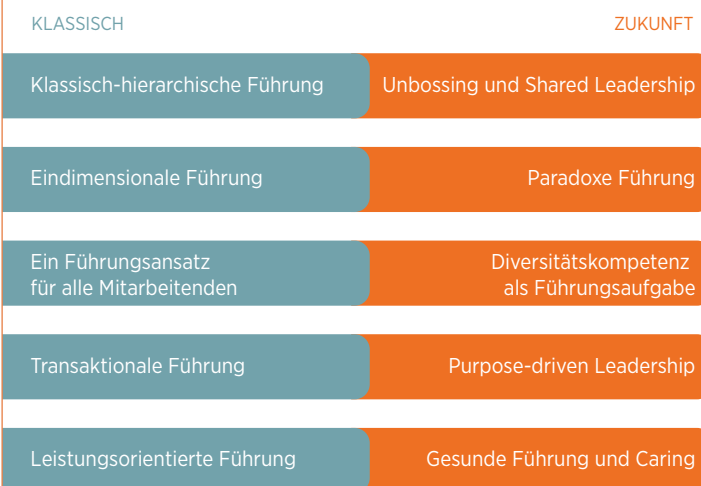 KLASSISCH
ZUKUNFT
Klassisch-hierarchische Führung
Unbossing und Shared Leadership
Eindimensionale Führung
Paradoxe Führung
Ein Führungsansatz
für alle Mitarbeitenden
Diversitätskompetenz
als Führungsaufgabe
Transaktionale Führung
Purpose-driven Leadership
Leistungsorientierte Führung
Gesunde Führung und Caring